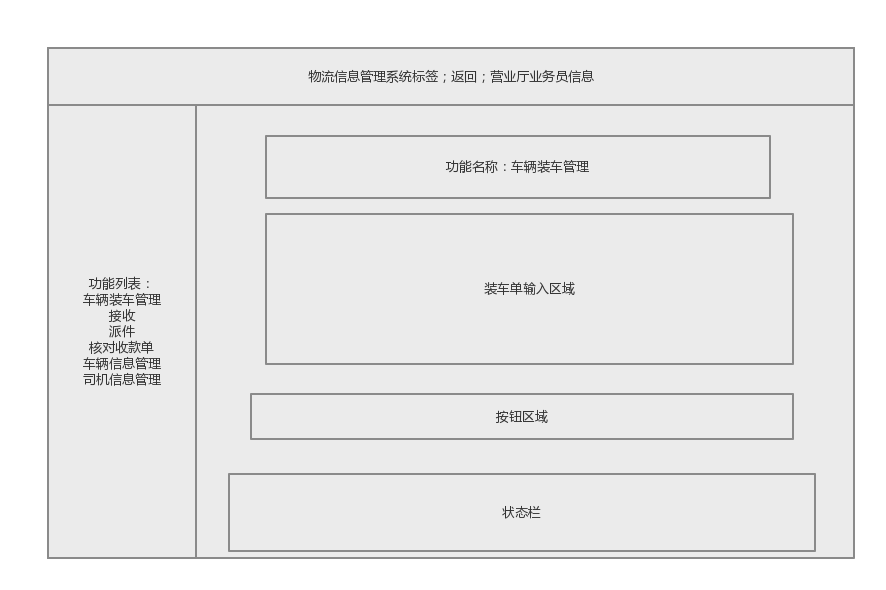 物流信息管理系统标签；返回；营业厅业务员信息
功能名称：车辆装车管理
装车单输入区域
功能列表：
车辆装车管理
接收
派件
核对收款单
车辆信息管理
司机信息管理
按钮区域
状态栏